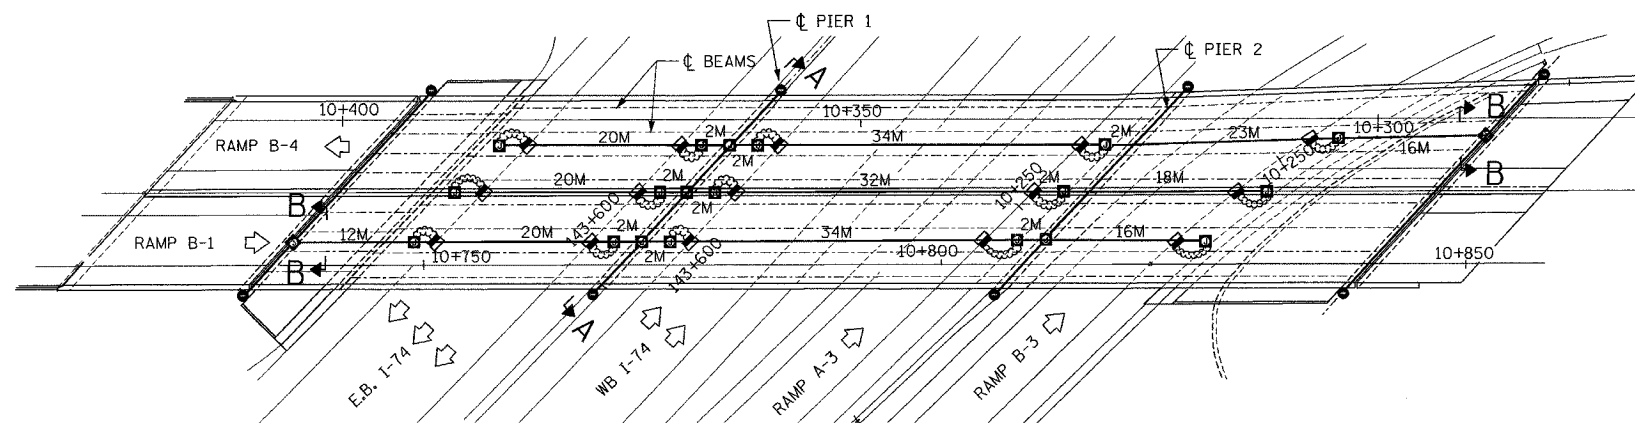 ℄ PIER 1
℄ BEAMS
A
℄ PIER 2
10+400
10+350
B
10+300
RAMP B-4
20M
2M
34M
2M
23M
16M
2M
10+250
B
20M
2M
32M
10+250
2M
18M
B
2M
143+600
RAMP B-1
12M
20M
2M
34M
2M
16M
2M
B
10+750
143+600
10+800
10+850
A
E.B. I-74
WB I-74
RAMP A-3
RAMP B-3